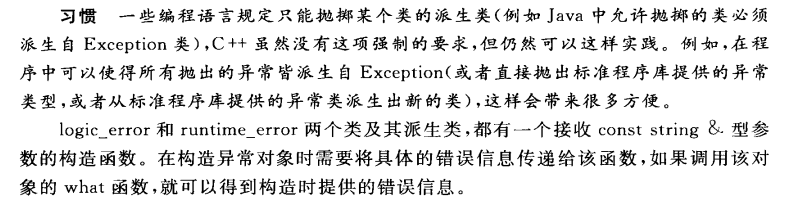 习惯 一些编程语言规定只能抛掷某个类的派生类(例如 Java 中允许抛掷的类必须
派生自 Exception 类),C++ 虽然没有这项强制的要求,但仍然可以这样实践。例如,在程
序中可以使得所有抛出的异常皆派生自 Exception(或者直接抛出标准程序库提供的异常
类型,或者从标准程序库提供的异常类派生出新的类),这样会带来很多方便。
logic_error 和 runtime_error 两个类及其派生类,都有一个接收 const string &. 型参
数的构造函数。在构造异常对象时需要将具体的错误信息传递给该函数,如果调用该对
象的 what 函数,就可以得到构造时提供的错误信息。